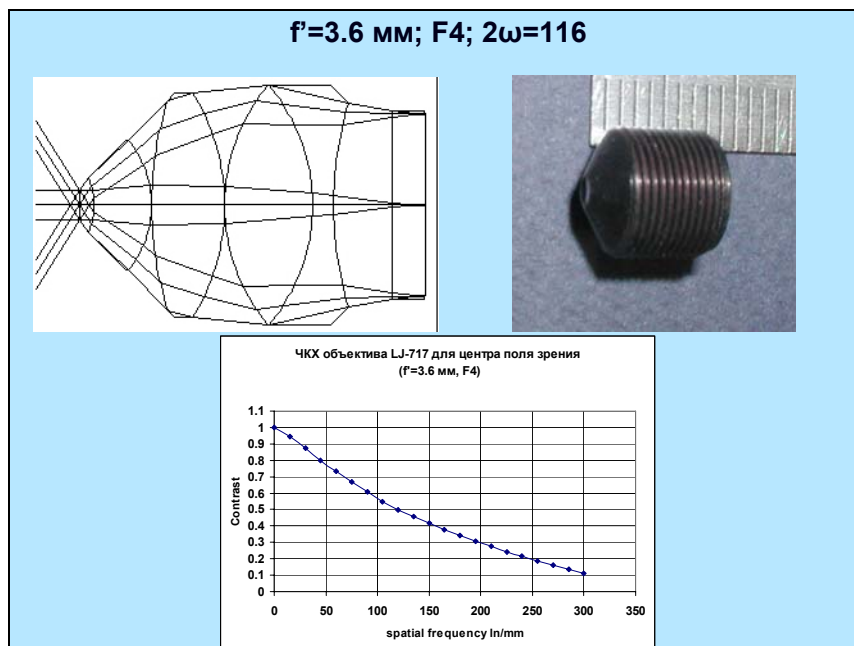 f’=3.6 мм; F4; 2ω=116
ЧКХ объектива LJ-717 для центра поля зрения
(f'=3.6 мм, F4)
1.1
1
0.9
0.8
0.7
0.6
0.5
0.4
0.3
0.2
0.1
0
Contrast
0 50 100 150 200 250 300 350
spatial frequency ln/mm